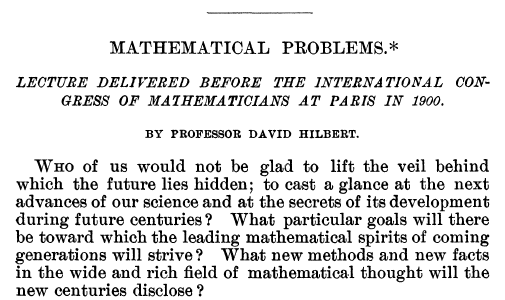 MATHEMATICAL PROBLEMS.*
LECTURE DELIVERED BEFORE THE INTERNATIONAL CON-
GRESS OF MATHEMATICIANS AT PARIS IN 1900.
BY PROFESSOR DAVID HILBERT.
WHO of us would not be glad to lift the veil behind
which the future lies hidden; to cast a glance at the next
advances of our science and at the secrets of its development
during future centuries? What particular goals will there
be toward which the leading mathematical spirits of coming
generations will strive? What new methods and new facts
in the wide and rich field of mathematical thought will the
new centuries disclose?